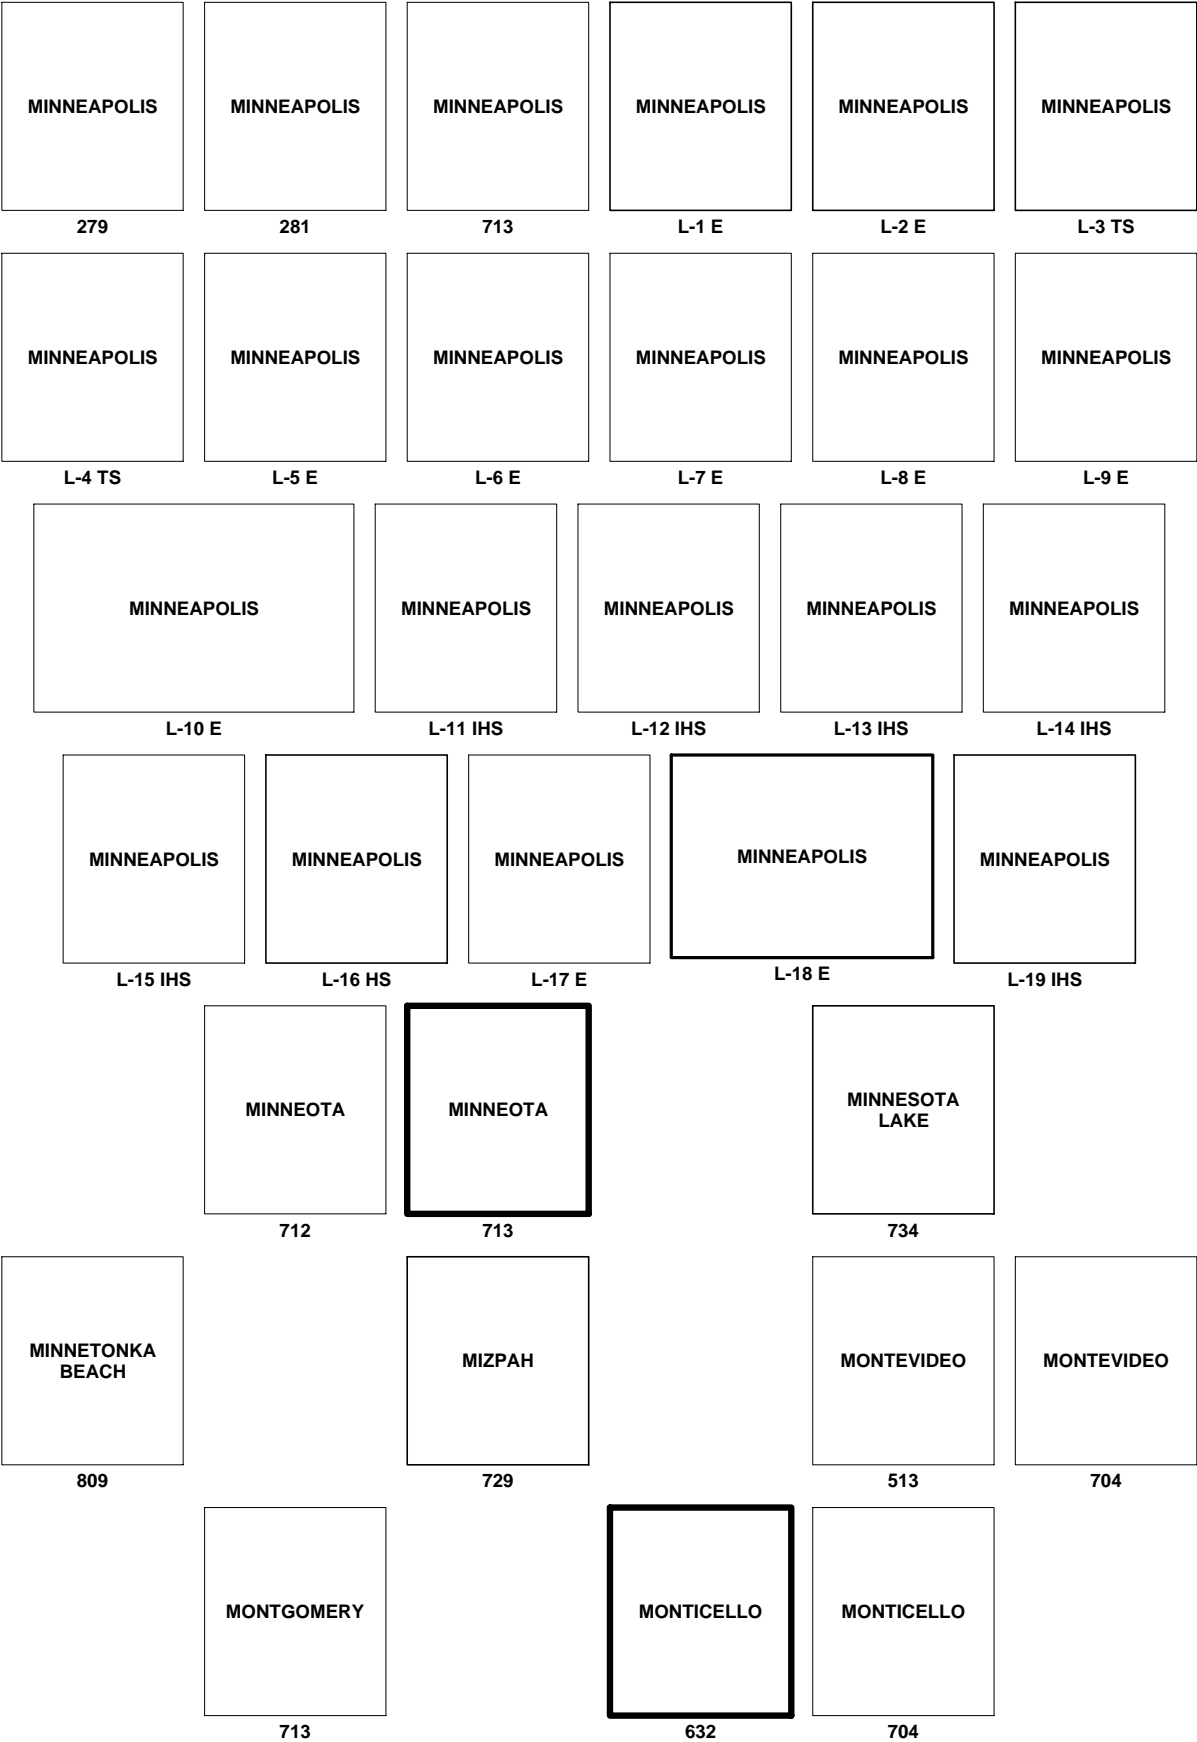 MINNEAPOLIS MINNEAPOLIS MINNEAPOLIS MINNEAPOLIS MINNEAPOLIS MINNEAPOLIS
279 281 713 L-1 E L-2 E L-3 TS
MINNEAPOLIS MINNEAPOLIS MINNEAPOLIS MINNEAPOLIS MINNEAPOLIS MINNEAPOLIS
L-4 TS L-5 E L-6 E L-7 E L-8 E L-9 E
MINNEAPOLIS MINNEAPOLIS MINNEAPOLIS MINNEAPOLIS MINNEAPOLIS
L-10 E L-11 IHS L-12 IHS L-13 IHS L-14 IHS
MINNEAPOLIS MINNEAPOLIS MINNEAPOLIS MINNEAPOLIS MINNEAPOLIS
L-15 IHS L-16 HS L-17 E L-18 E L-19 IHS
MINNEOTA MINNEOTA MINNESOTA
LAKE
712 713 734
MINNETONKA
BEACH MIZPAH MONTEVIDEO MONTEVIDEO
809 729 513 704
MONTGOMERY MONTICELLO MONTICELLO
713 632 704